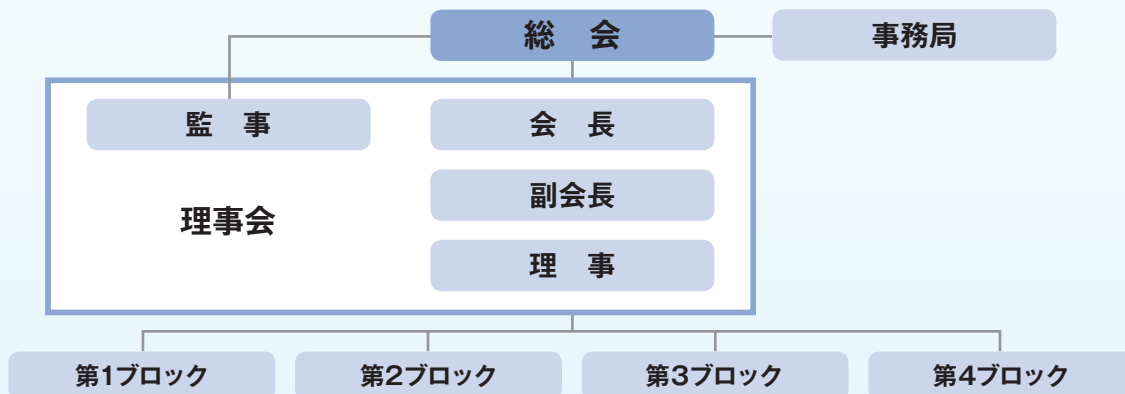 総　会
事務局
監　事
会　長
副会長
理事会
理　事
第1ブロック
第2ブロック
第3ブロック
第4ブロック